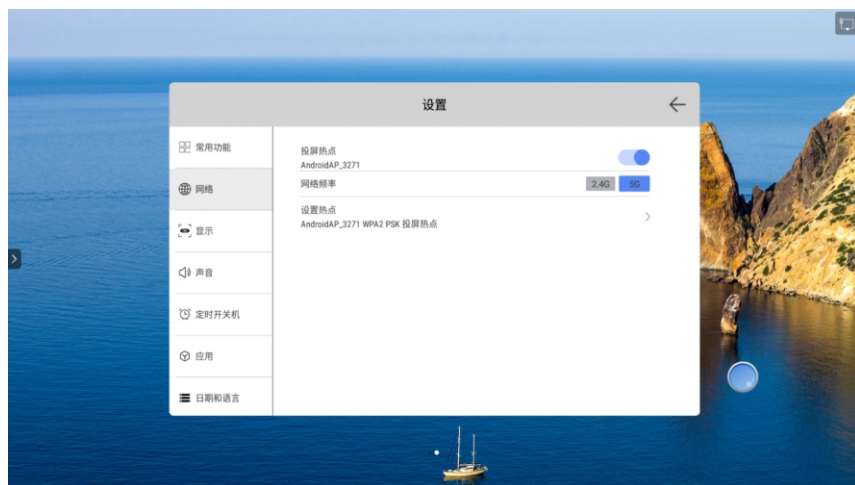 设置
常用功能
网络
显示
声音
定时开关机
应用
日期和语言
投屏热点
AndroidAP_3271
网络频率
2.4G 5G
设置热点
AndroidAP_3271 WPA2 PSK 投屏热点